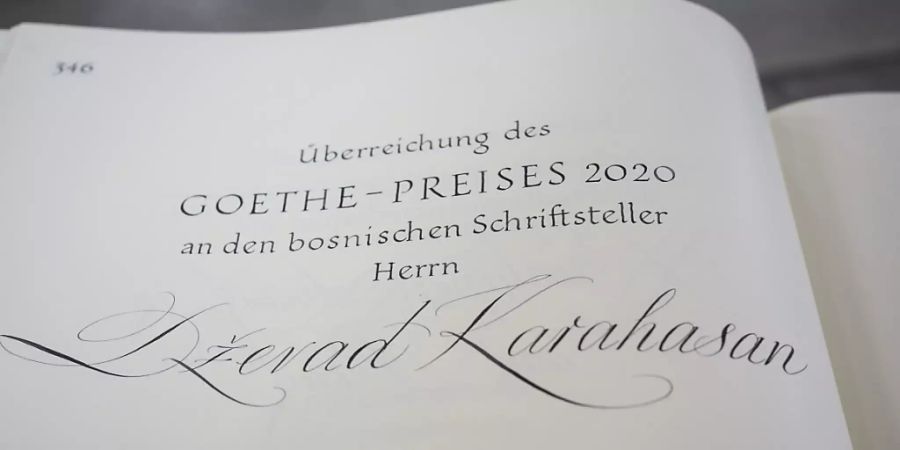 346
Überreichung des
GOETHE-PREISES 2020
an den bosnischen Schriftsteller
Herrn
Dževad Karahasan